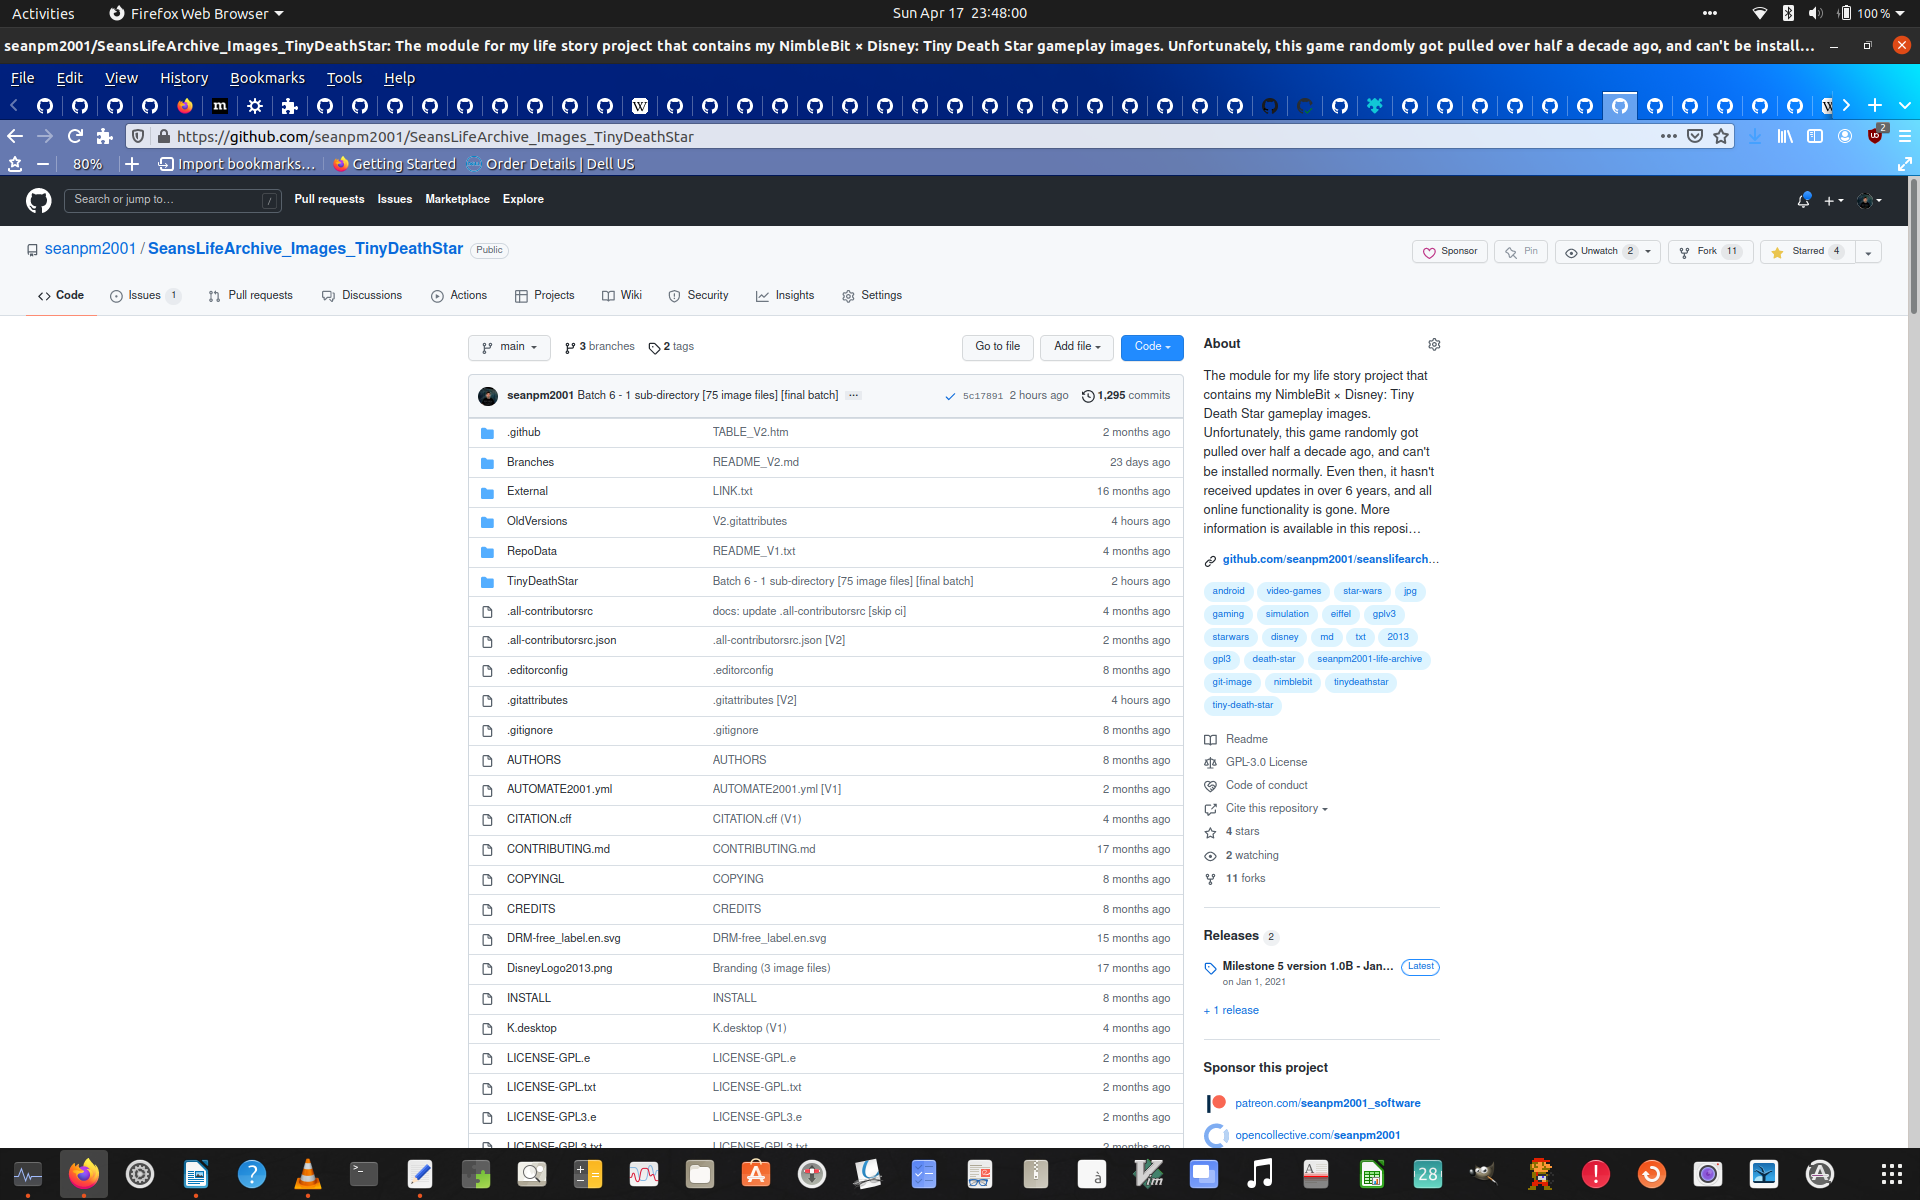 Activities
Firefox Web Browser
Sun Apr 17 23:48:00
100 %
seanpm2001/SeansLifeArchive_Images_TinyDeathStar: The module for my life story project that contains my NimbleBit × Disney: Tiny Death Star gameplay images. Unfortunately, this game randomly got pulled over half a decade ago, and can't be install...
File Edit View History Bookmarks Tools Help
https://github.com/seanpm2001/SeansLifeArchive_Images_TinyDeathStar
2
80%
Import bookmarks...
Getting Started
Order Details | Dell US
Search or jump to...
/
Pull requests Issues Marketplace Explore
seanpm2001 / SeansLifeArchive_Images_TinyDeathStar
Public
Sponsor
Pin
Unwatch 2
Fork 11
Starred 4
Code
Issues 1
Pull requests
Discussions
Actions
Projects
Wiki
Security
Insights
Settings
main
3 branches
2 tags
Go to file
Add file
Code
seanpm2001 Batch 6 - 1 sub-directory [75 image files] [final batch] ...
5c17891 2 hours ago
1,295 commits
.github TABLE_V2.htm 2 months ago
Branches README_V2.md 23 days ago
External LINK.txt 16 months ago
OldVersions V2.gitattributes 4 hours ago
RepoData README_V1.txt 4 months ago
TinyDeathStar Batch 6 - 1 sub-directory [75 image files] [final batch] 2 hours ago
.all-contributorsrc docs: update .all-contributorsrc [skip ci] 4 months ago
.all-contributorsrc.json .all-contributorsrc.json [V2] 2 months ago
.editorconfig .editorconfig 8 months ago
.gitattributes .gitattributes [V2] 4 hours ago
.gitignore .gitignore 8 months ago
AUTHORS AUTHORS 8 months ago
AUTOMATE2001.yml AUTOMATE2001.yml [V1] 2 months ago
CITATION.cff CITATION.cff (V1) 4 months ago
CONTRIBUTING.md CONTRIBUTING.md 17 months ago
COPYINGL COPYING 8 months ago
CREDITS CREDITS 8 months ago
DRM-free_label.en.svg DRM-free_label.en.svg 15 months ago
DisneyLogo2013.png Branding (3 image files) 17 months ago
INSTALL INSTALL 8 months ago
K.desktop K.desktop (V1) 4 months ago
LICENSE-GPL.e LICENSE-GPL.e 2 months ago
LICENSE-GPL.txt LICENSE-GPL.txt 2 months ago
LICENSE-GPL3.e LICENSE-GPL3.e 2 months ago
LICENSE-GPL3.txt LICENSE-GPL3.txt 2 months ago
About
The module for my life story project that
contains my NimbleBit × Disney: Tiny
Death Star gameplay images.
Unfortunately, this game randomly got
pulled over half a decade ago, and can't
be installed normally. Even then, it hasn't
received updates in over 6 years, and all
online functionality is gone. More
information is available in this reposi...
github.com/seanpm2001/seanslifearch...
android video-games star-wars jpg
gaming simulation eiffel gplv3
starwars disney md txt 2013
gpl3 death-star seanpm2001-life-archive
git-image nimblebit tinydeathstar
tiny-death-star
Readme
GPL-3.0 License
Code of conduct
Cite this repository
4 stars
2 watching
11 forks
Releases 2
Milestone 5 version 1.0B - Jan... Latest
on Jan 1, 2021
+ 1 release
Sponsor this project
patreon.com/seanpm2001_software
opencollective.com/seanpm2001
28